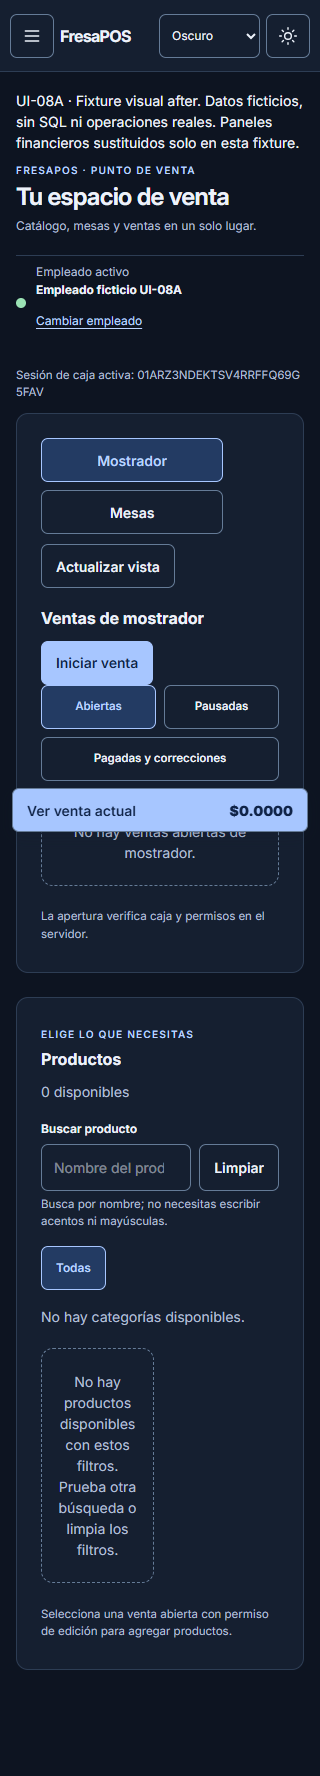 FresaPOS
Oscuro
UI-08A · Fixture visual after. Datos ficticios,
sin SQL ni operaciones reales. Paneles
financieros sustituidos solo en esta fixture.
FRESAPOS · PUNTO DE VENTA
Tu espacio de venta
Catálogo, mesas y ventas en un solo lugar.
Empleado activo
Empleado ficticio UI-08A
Cambiar empleado
Sesión de caja activa: 01ARZ3NDEKTSV4RRFFQ69G
5FAV
Mostrador
Mesas
Actualizar vista
Ventas de mostrador
Iniciar venta
Abiertas
Pausadas
Pagadas y correcciones
Ver venta actual
$0.0000
No hay ventas abiertas de
mostrador.
La apertura verifica caja y permisos en el
servidor.
ELIGE LO QUE NECESITAS
Productos
0 disponibles
Buscar producto
Nombre del prod
Limpiar
Busca por nombre; no necesitas escribir
acentos ni mayúsculas.
Todas
No hay categorías disponibles.
No hay
productos
disponibles
con estos
filtros.
Prueba otra
búsqueda o
limpia los
filtros.
Selecciona una venta abierta con permiso
de edición para agregar productos.